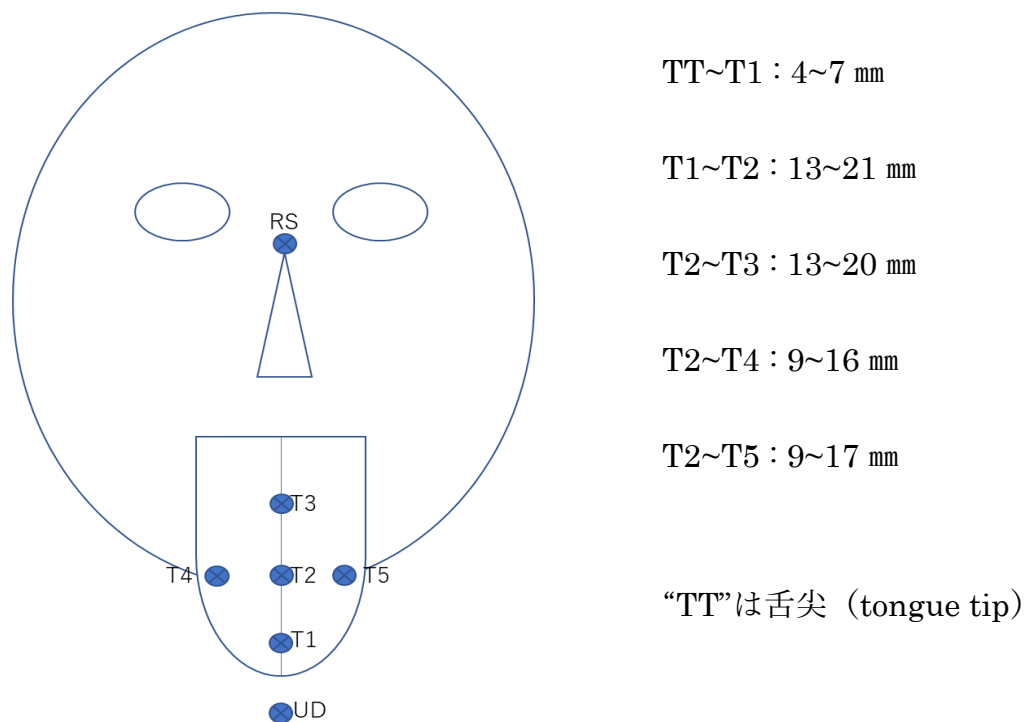 RS
T3
T4
T2
T5
T1
UD
TT~T1：4~7 ㎜
T1~T2：13~21 ㎜
T2~T3：13~20 ㎜
T2~T4：9~16 ㎜
T2~T5：9~17 ㎜
“TT”は舌尖（tongue tip）